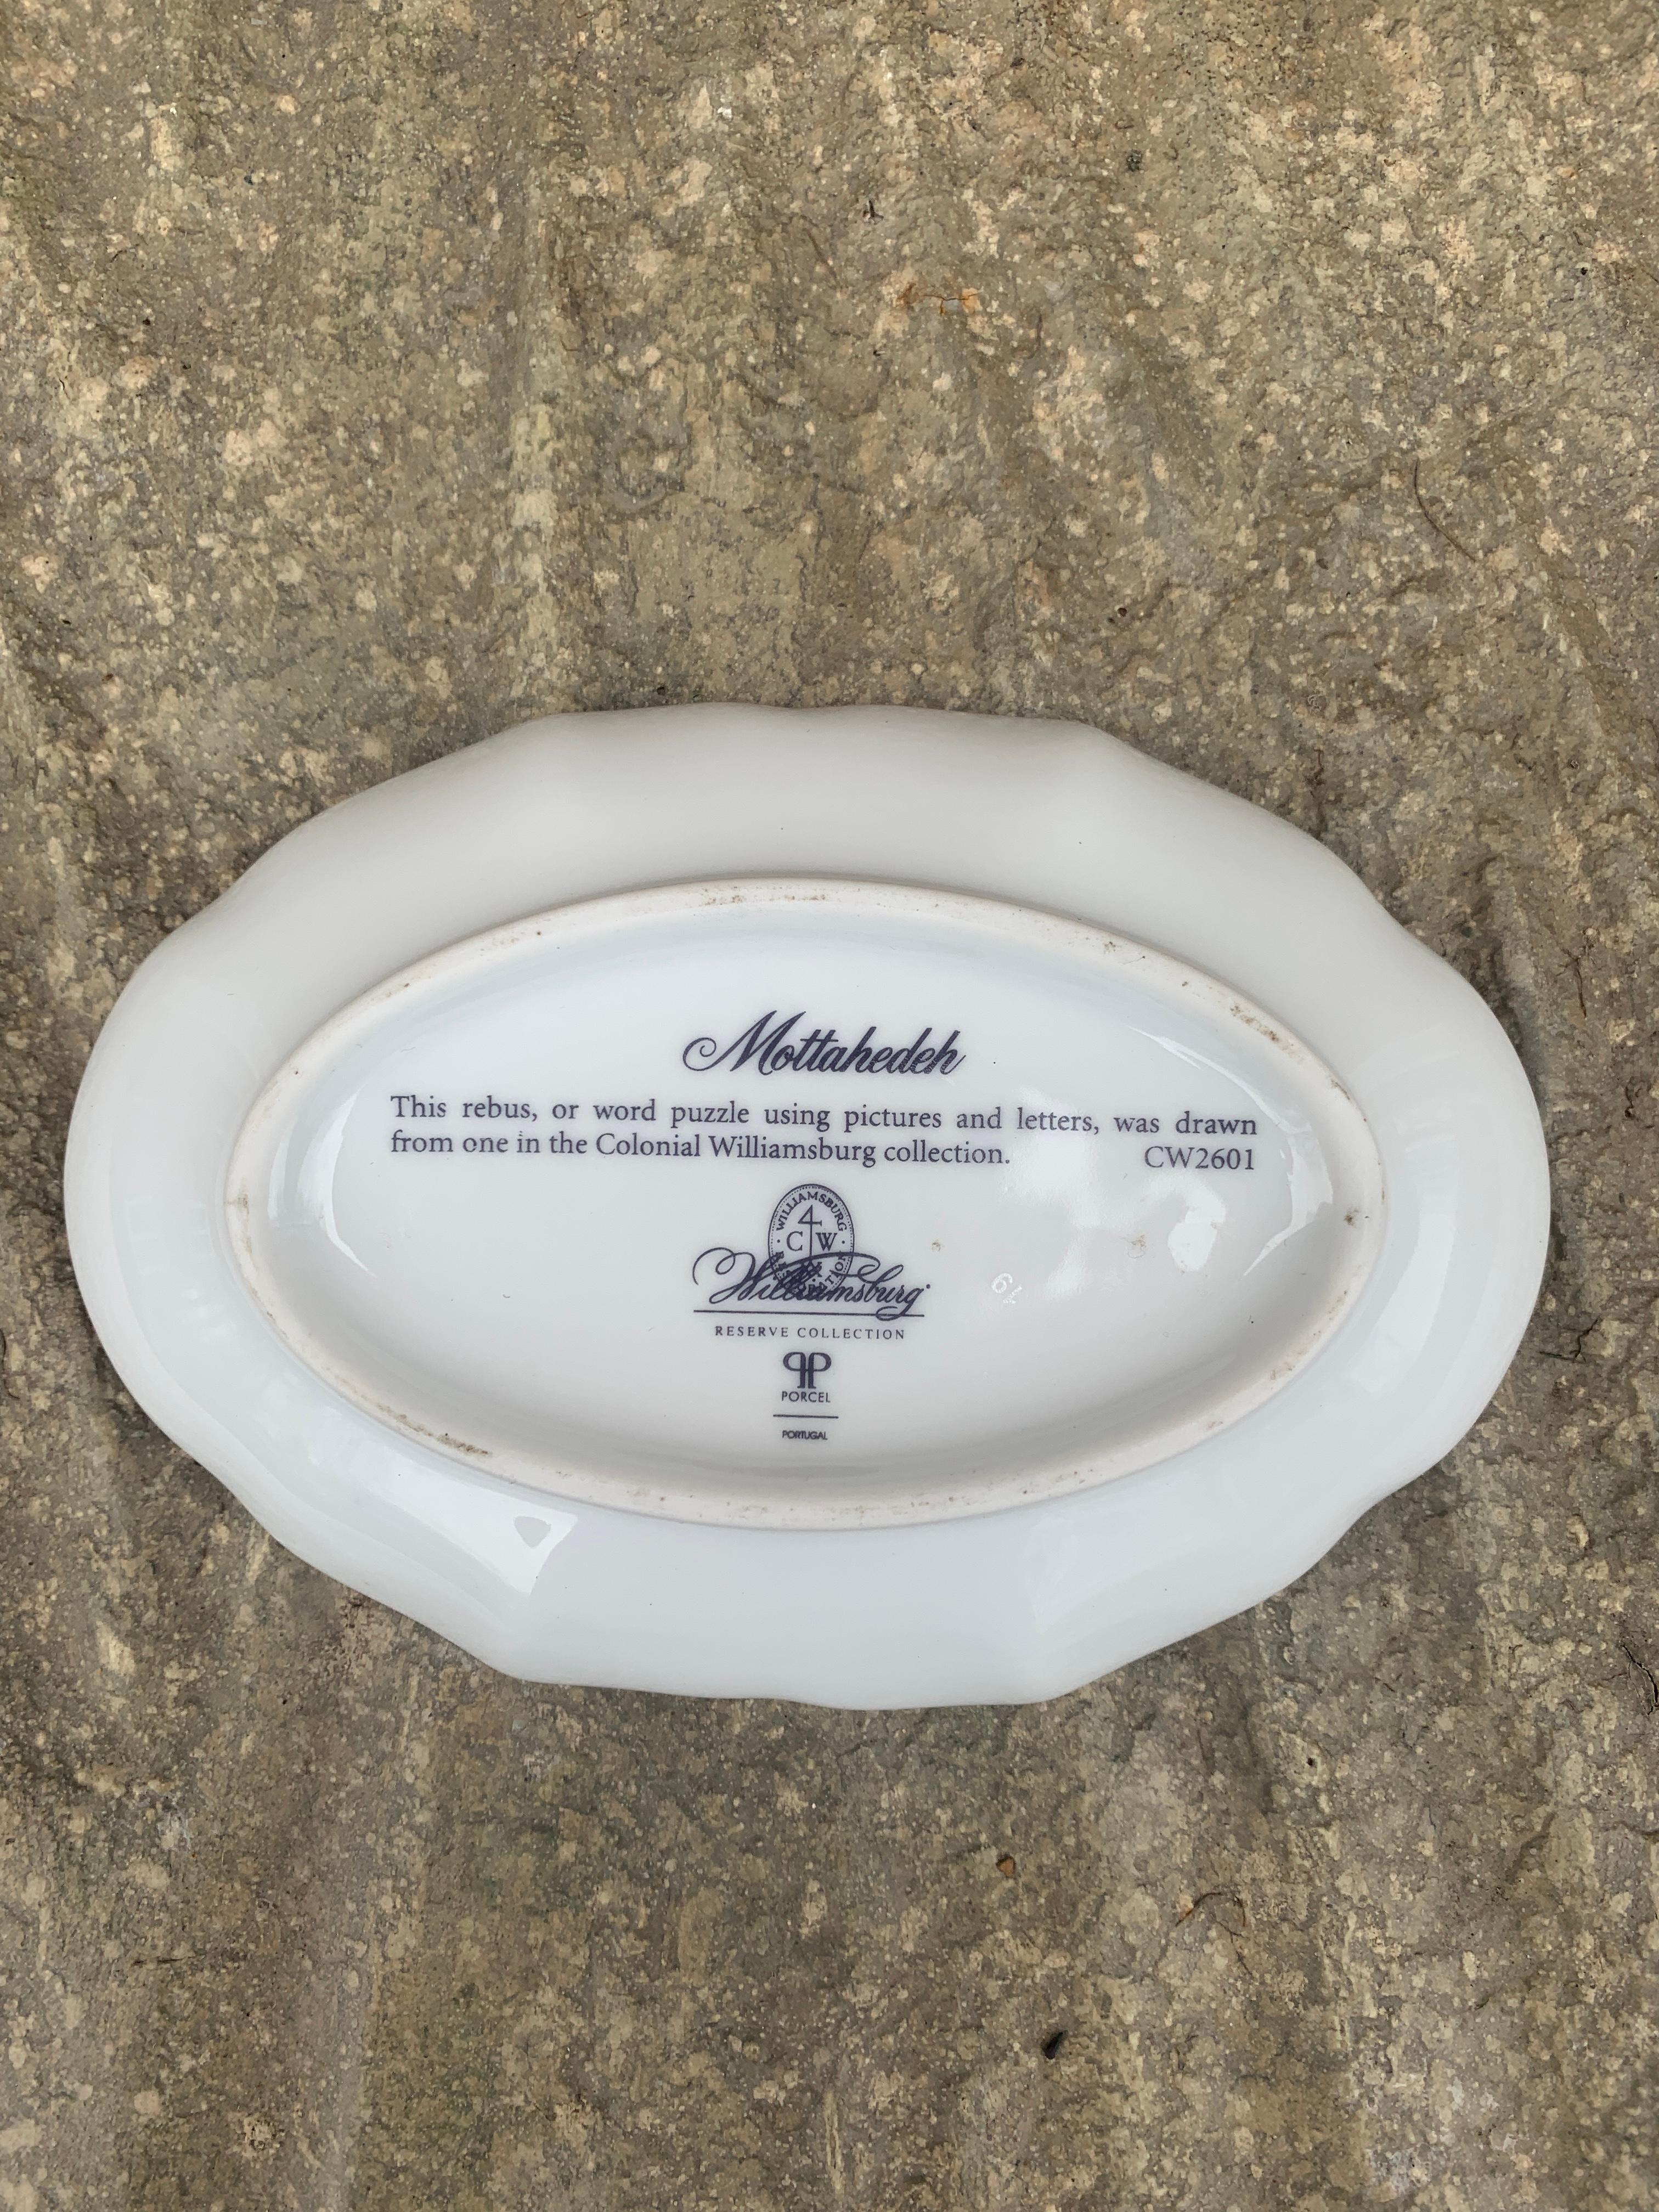 Mottahedeh
This rebus, or word puzzle using pictures and letters, was drawn
from one in the Colonial Williamsburg collection. CW2601
WILLIAMSBURG
C W
Williamsburg
RESERVE COLLECTION
PORCEL
PORTUGAL